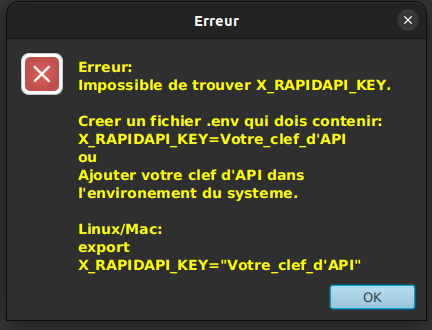 Erreur
Erreur:
Impossible de trouver X_RAPIDAPI_KEY.
Creer un fichier .env qui dois contenir:
X_RAPIDAPI_KEY=Votre_clef_d'API
ou
Ajouter votre clef d'API dans
l'environement du systeme.
Linux/Mac:
export
X_RAPIDAPI_KEY="Votre_clef_d'API"
OK